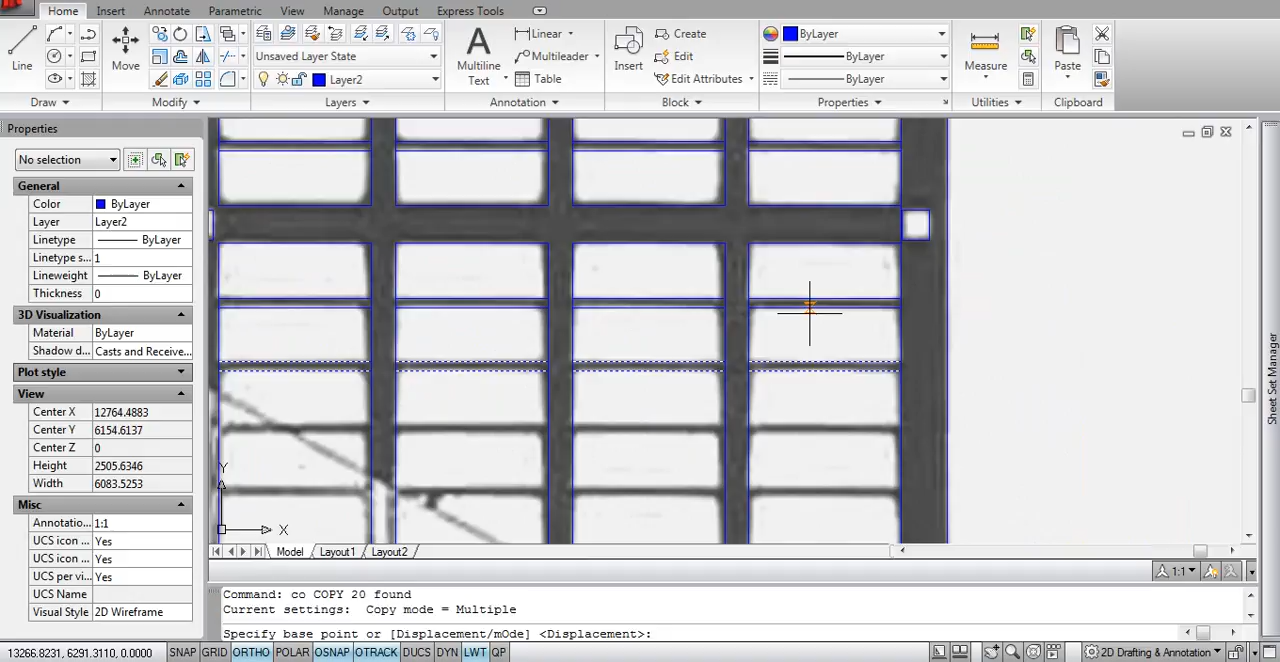 Home Insert Annotate Parametric View Manage Output Express Tools
Line
Move
Draw
Modify
Unsaved Layer State
Layer2
Layers
Multiline
Text
Linear
Multileader
Table
Annotation
Insert
Create
Edit
Edit Attributes
Block
ByLayer
ByLayer
ByLayer
Properties
Measure
Utilities
Paste
Clipboard
Properties
No selection
General
Color ByLayer
Layer Layer2
Linetype ByLayer
Linetype s... 1
Lineweight ByLayer
Thickness 0
3D Visualization
Material ByLayer
Shadow d... Casts and Receive...
Plot style
View
Center X 12764.4883
Center Y 6154.6137
Center Z 0
Height 2505.6346
Width 6083.5253
Misc
Annotatio... 1:1
UCS icon ... Yes
UCS icon ... Yes
UCS per vi... Yes
UCS Name
Visual Style 2D Wireframe
Y
X
Model Layout1 Layout2
1:1
Sheet Set Manager
Command: co COPY 20 found
Current settings: Copy mode = Multiple
Specify base point or [Displacement/mOde] <Displacement>:
13266.8231, 6291.3110, 0.0000 SNAP GRID ORTHO POLAR OSNAP OTRACK DUCS DYN LWT QP 2D Drafting & Annotation